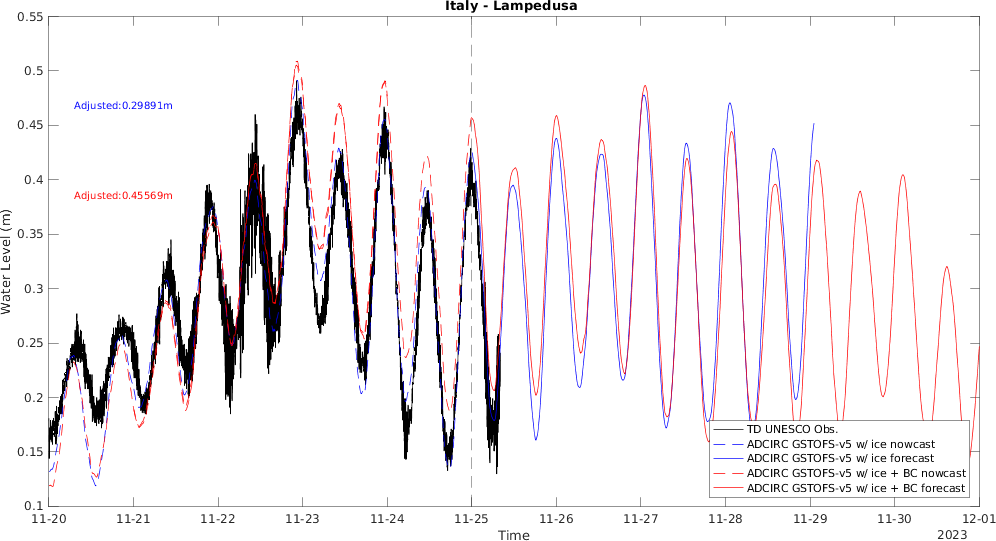 Italy - Lampedusa
0.55
0.5
0.45
0.4
0.35
0.3
0.25
0.2
0.15
0.1
Water Level (m)
Adjusted:0.29891m
Adjusted:0.45569m
TD UNESCO Obs.
ADCIRC GSTOFS-v5 w/ ice nowcast
ADCIRC GSTOFS-v5 w/ ice forecast
ADCIRC GSTOFS-v5 w/ ice + BC nowcast
ADCIRC GSTOFS-v5 w/ ice + BC forecast
11-20 11-21 11-22 11-23 11-24 11-25 11-26 11-27 11-28 11-29 11-30 12-01
Time
2023